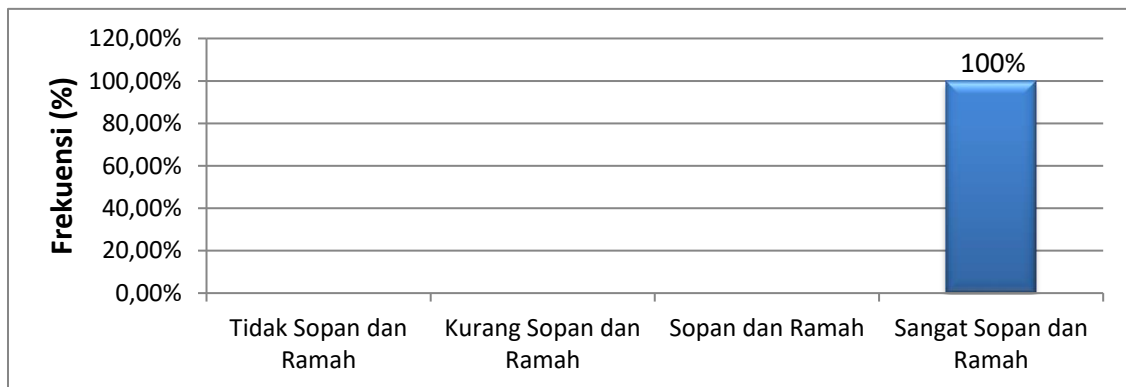 Frekuensi (%)
120,00%
100,00%
80,00%
60,00%
40,00%
20,00%
0,00%
100%
Tidak Sopan dan
Ramah
Kurang Sopan dan
Ramah
Sopan dan Ramah
Sangat Sopan dan
Ramah